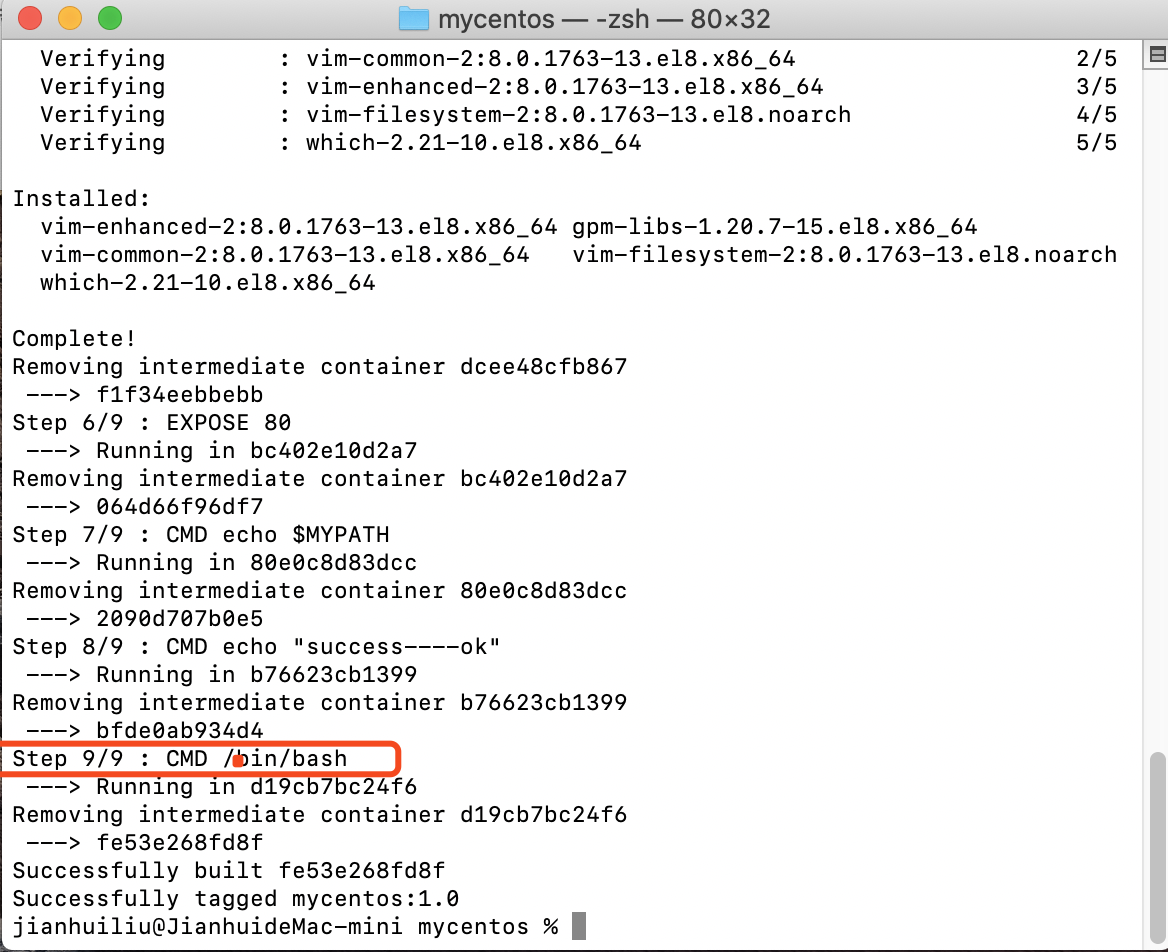 mycentos — -zsh — 80×32
Verifying : vim-common-2:8.0.1763-13.el8.x86_64 2/5
Verifying : vim-enhanced-2:8.0.1763-13.el8.x86_64 3/5
Verifying : vim-filesystem-2:8.0.1763-13.el8.noarch 4/5
Verifying : which-2.21-10.el8.x86_64 5/5
Installed:
vim-enhanced-2:8.0.1763-13.el8.x86_64 gpm-libs-1.20.7-15.el8.x86_64
vim-common-2:8.0.1763-13.el8.x86_64 vim-filesystem-2:8.0.1763-13.el8.noarch
which-2.21-10.el8.x86_64
Complete!
Removing intermediate container dcee48cfb867
---> f1f34eebbebb
Step 6/9 : EXPOSE 80
---> Running in bc402e10d2a7
Removing intermediate container bc402e10d2a7
---> 064d66f96df7
Step 7/9 : CMD echo $MYPATH
---> Running in 80e0c8d83dcc
Removing intermediate container 80e0c8d83dcc
---> 2090d707b0e5
Step 8/9 : CMD echo "success----ok"
---> Running in b76623cb1399
Removing intermediate container b76623cb1399
---> bfde0ab934d4
Step 9/9 : CMD /bin/bash
---> Running in d19cb7bc24f6
Removing intermediate container d19cb7bc24f6
---> fe53e268fd8f
Successfully built fe53e268fd8f
Successfully tagged mycentos:1.0
jianhuiliu@JianhuideMac-mini mycentos %